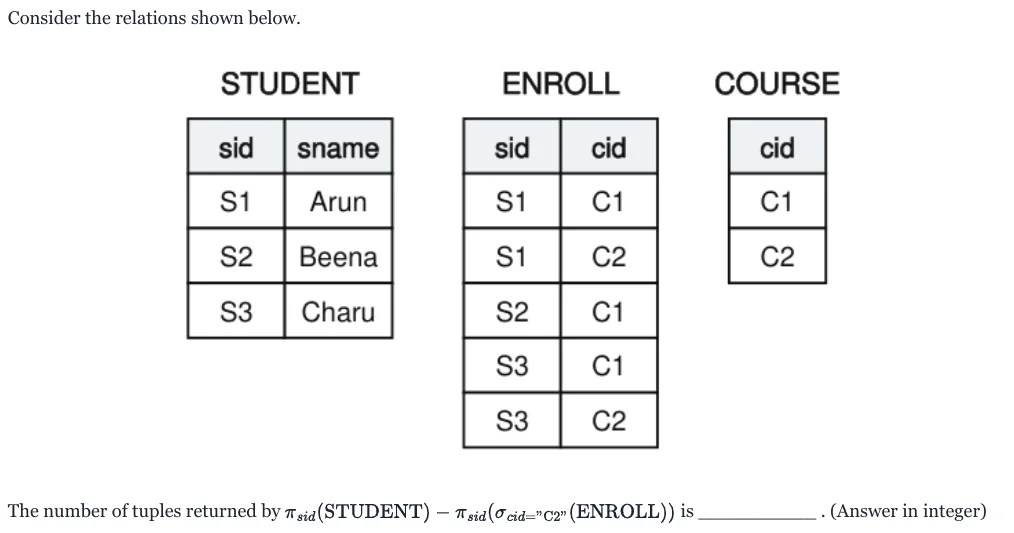 Consider the relations shown below.
STUDENT
sid sname
S1 Arun
S2 Beena
S3 Charu
ENROLL
sid cid
S1 C1
S1 C2
S2 C1
S3 C1
S3 C2
COURSE
cid
C1
C2
The number of tuples returned by π_sid(STUDENT) − π_sid(σ_cid="C2"(ENROLL)) is ____________ . (Answer in integer)